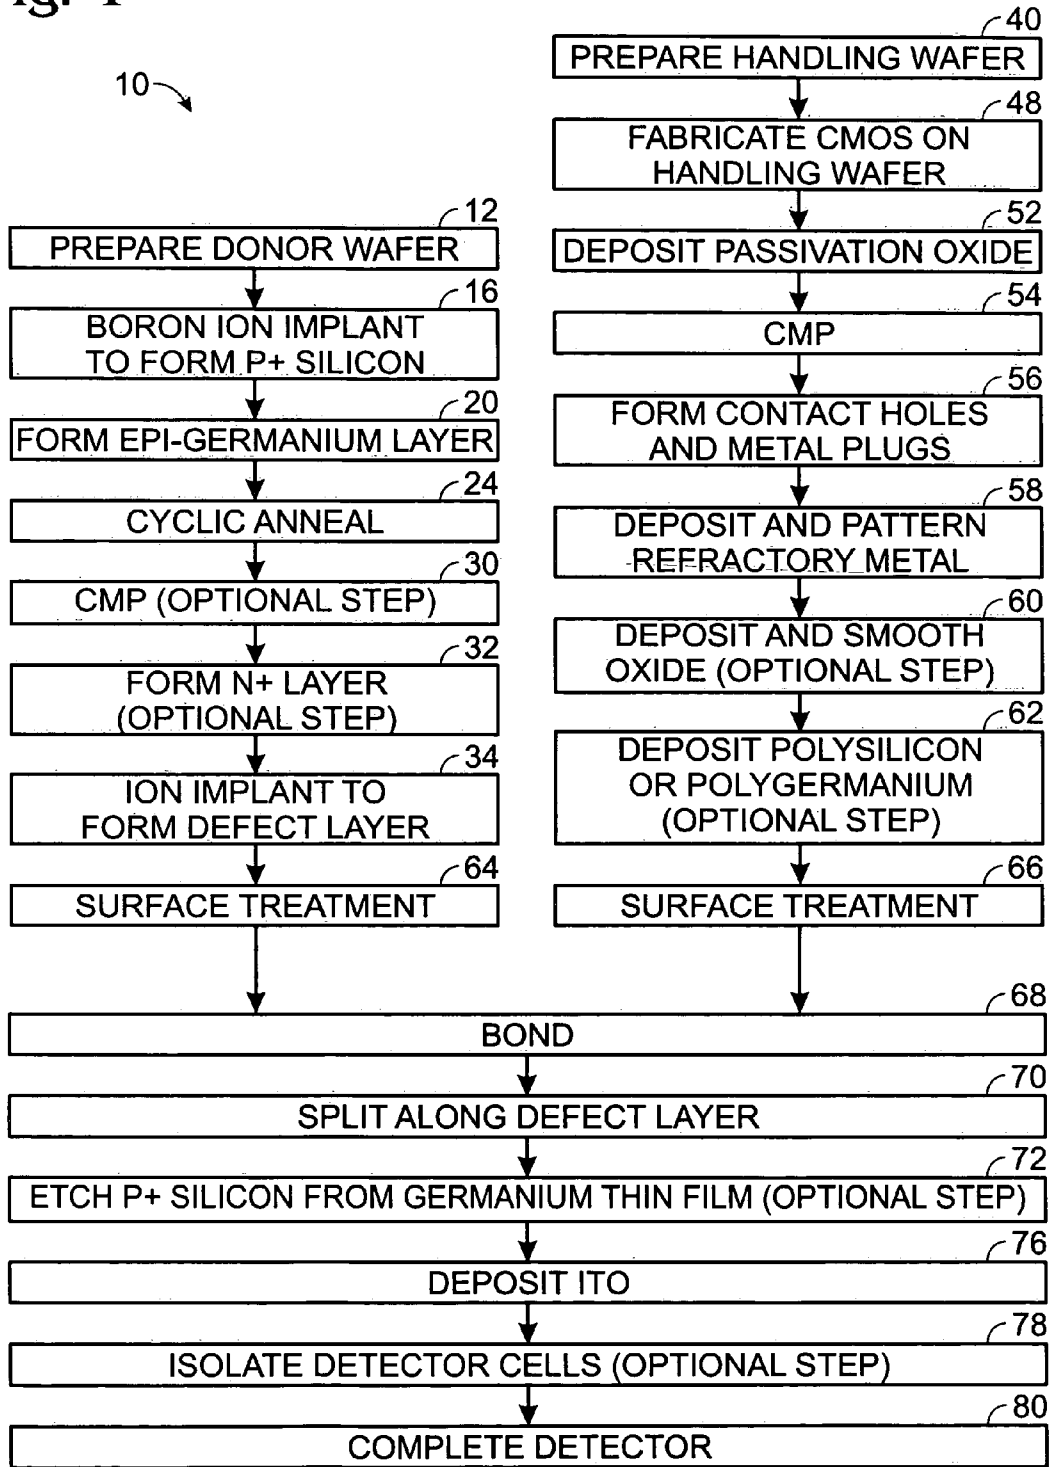 10
12
PREPARE DONOR WAFER
16
BORON ION IMPLANT
TO FORM P+ SILICON
20
FORM EPI-GERMANIUM LAYER
24
CYCLIC ANNEAL
30
CMP (OPTIONAL STEP)
32
FORM N+ LAYER
(OPTIONAL STEP)
34
ION IMPLANT TO
FORM DEFECT LAYER
64
SURFACE TREATMENT
40
PREPARE HANDLING WAFER
48
FABRICATE CMOS ON
HANDLING WAFER
52
DEPOSIT PASSIVATION OXIDE
54
CMP
56
FORM CONTACT HOLES
AND METAL PLUGS
58
DEPOSIT AND PATTERN
REFRACTORY METAL
60
DEPOSIT AND SMOOTH
OXIDE (OPTIONAL STEP)
62
DEPOSIT POLYSILICON
OR POLYGERMANIUM
(OPTIONAL STEP)
66
SURFACE TREATMENT
68
BOND
70
SPLIT ALONG DEFECT LAYER
72
ETCH P+ SILICON FROM GERMANIUM THIN FILM (OPTIONAL STEP)
76
DEPOSIT ITO
78
ISOLATE DETECTOR CELLS (OPTIONAL STEP)
80
COMPLETE DETECTOR